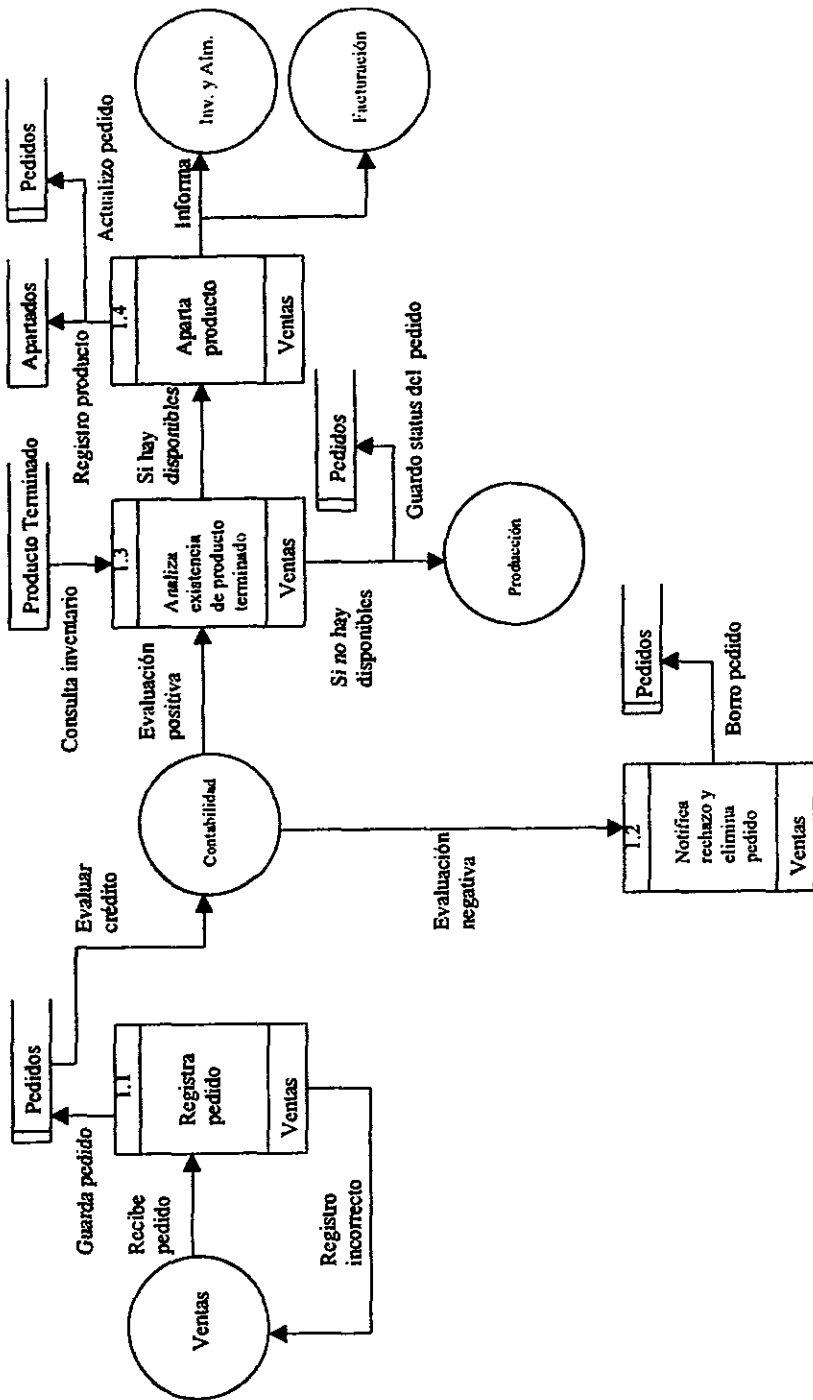 Ventas
Recibe
pedido
Registro
incorrecto
Guarda pedido
Pedidos
1.1
Registra
pedido
Ventas
Evaluar
crédito
Contabilidad
Evaluación
positiva
Evaluación
negativa
1.2
Notifica
rechazo y
elimina
pedido
Ventas
Borro pedido
Pedidos
Consulta inventario
Producto Terminado
1.3
Analiza
existencia
de producto
terminado
Ventas
Si no hay
disponibles
Producción
Guardo status del pedido
Pedidos
Si hay
disponibles
Registro producto
Apartados
1.4
Aparta
producto
Ventas
Actualizo pedido
Pedidos
Informa
Inv. y Alm.
Facturación